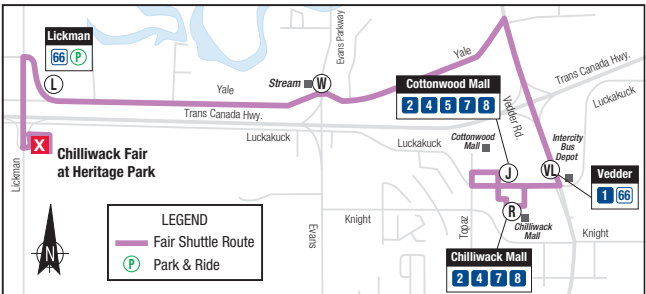 Lickman
66 P
L
Stream
W
Evans Parkway
Yale
Yale
Trans Canada Hwy.
Trans Canada Hwy.
Luckakuck
Luckakuck
Luckakuck
Cottonwood Mall
2 4 5 7 8
Vedder Rd.
Cottonwood
Mall
J
Intercity
Bus
Depot
VL
Vedder
1 66
R
Chilliwack
Mall
Chilliwack Mall
2 4 7 8
X
Chilliwack Fair
at Heritage Park
Lickman
N
LEGEND
Fair Shuttle Route
P Park & Ride
Evans
Knight
Topaz
Knight